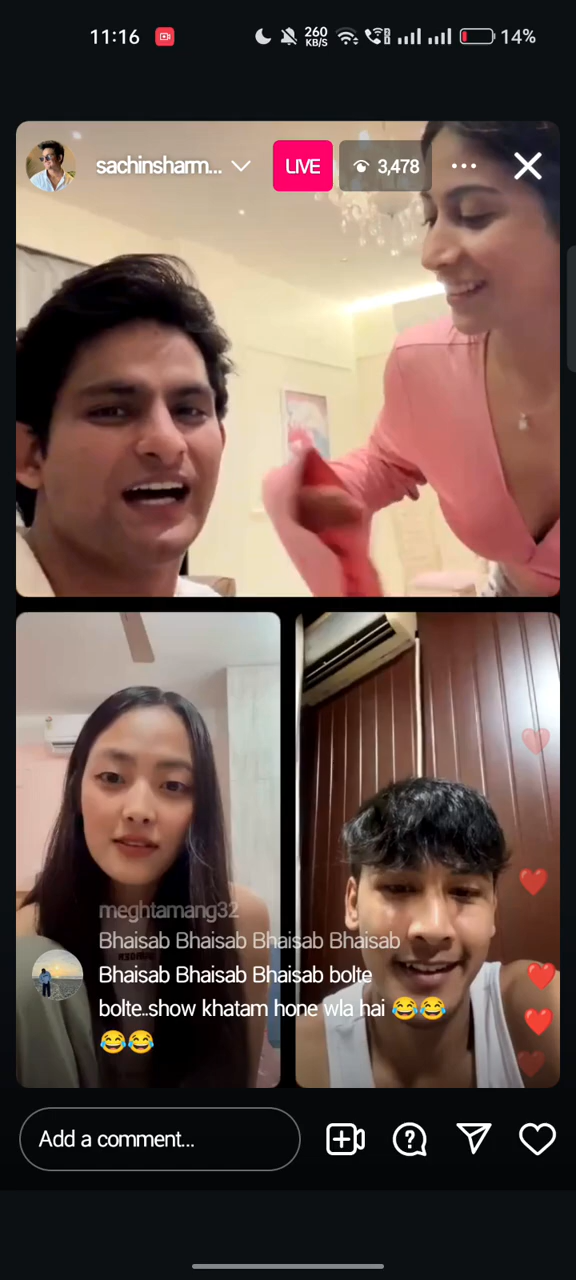 11:16
260
KB/S
14%
sachinsharm...
LIVE
3,478
meghtamang32
Bhaisab Bhaisab Bhaisab Bhaisab
Bhaisab Bhaisab Bhaisab bolte
bolte..show khatam hone wla hai 😂😂
😂😂
Add a comment...